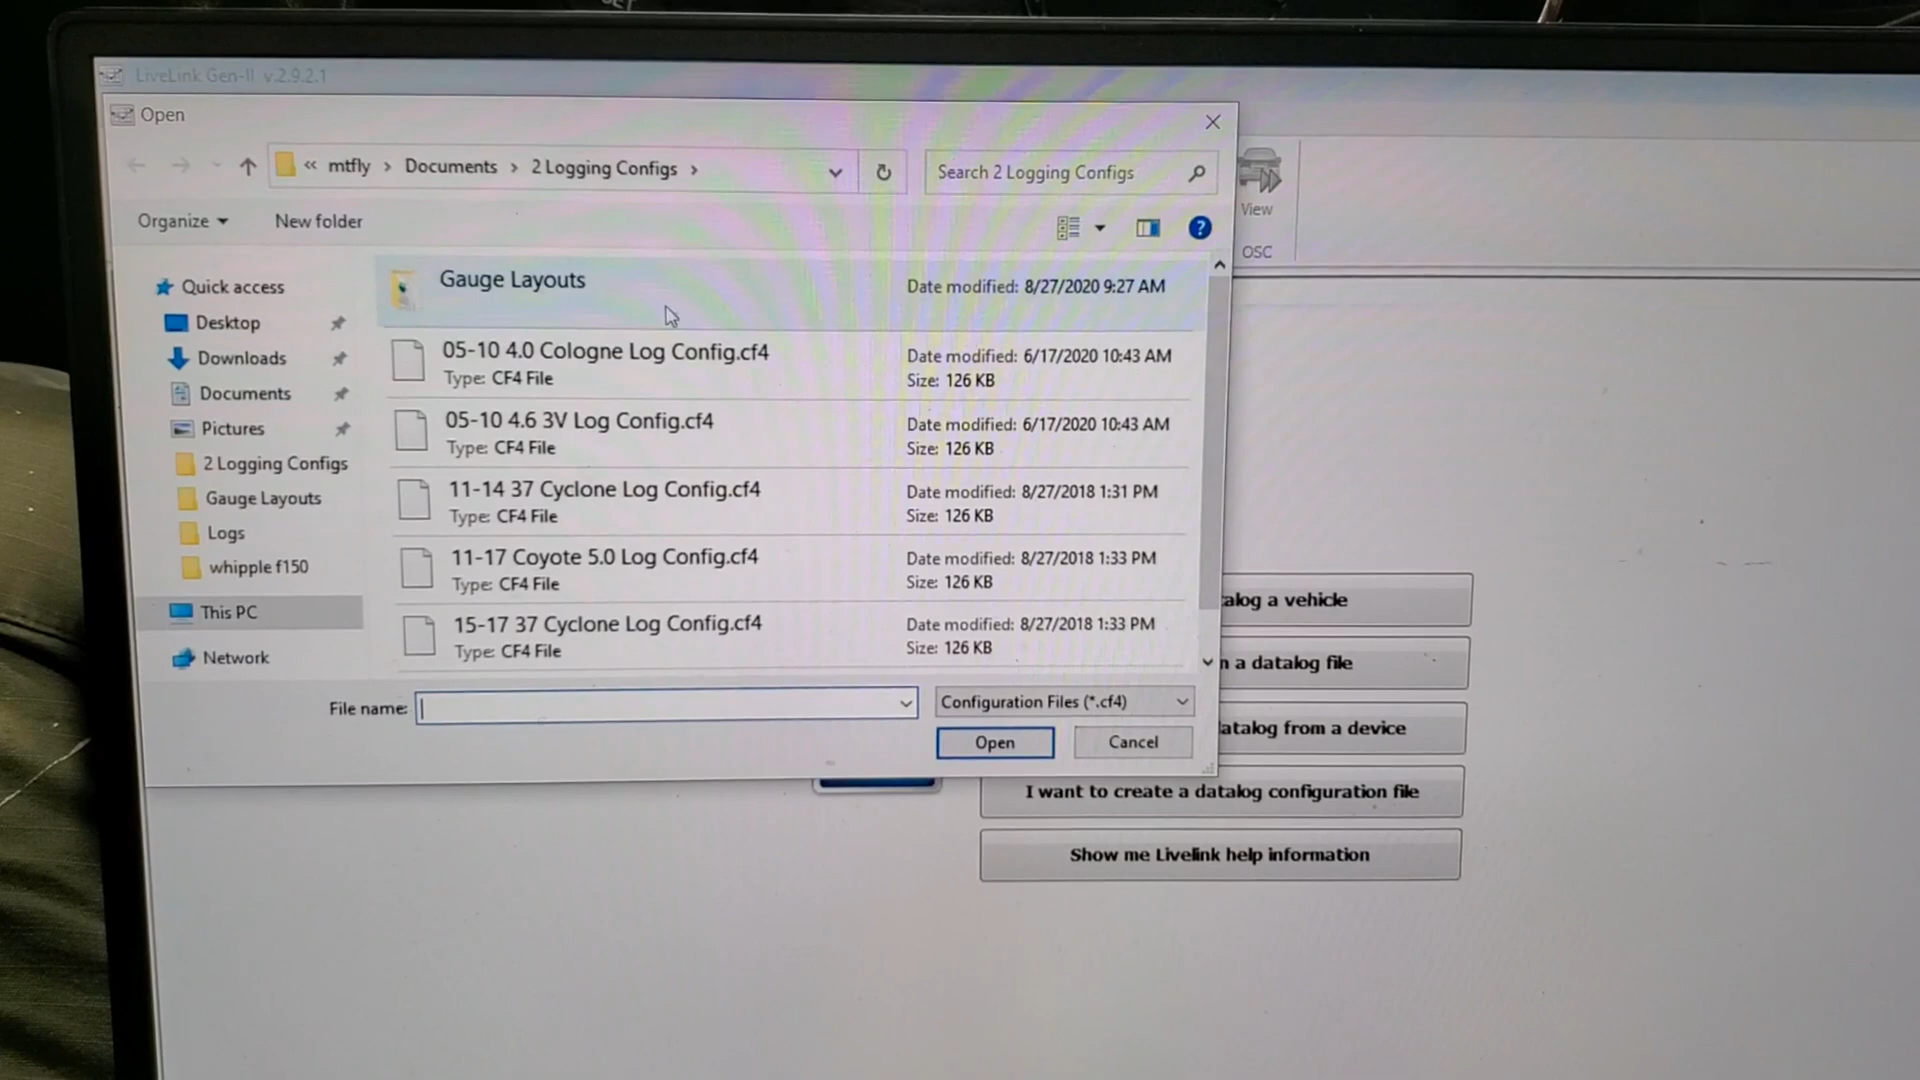 LiveLink Gen-II v.2.9.2.1
Open
« mtfly › Documents › 2 Logging Configs ›
Search 2 Logging Configs
View
OSC
Organize
New folder
?
Quick access
Desktop
Downloads
Documents
Pictures
2 Logging Configs
Gauge Layouts
Logs
whipple f150
This PC
Network
Gauge Layouts
Date modified: 8/27/2020 9:27 AM
05-10 4.0 Cologne Log Config.cf4
Type: CF4 File
Date modified: 6/17/2020 10:43 AM
Size: 126 KB
05-10 4.6 3V Log Config.cf4
Type: CF4 File
Date modified: 6/17/2020 10:43 AM
Size: 126 KB
11-14 37 Cyclone Log Config.cf4
Type: CF4 File
Date modified: 8/27/2018 1:31 PM
Size: 126 KB
11-17 Coyote 5.0 Log Config.cf4
Type: CF4 File
Date modified: 8/27/2018 1:33 PM
Size: 126 KB
15-17 37 Cyclone Log Config.cf4
Type: CF4 File
Date modified: 8/27/2018 1:33 PM
Size: 126 KB
File name:
Configuration Files (*.cf4)
Open
Cancel
alog a vehicle
n a datalog file
atalog from a device
I want to create a datalog configuration file
Show me Livelink help information